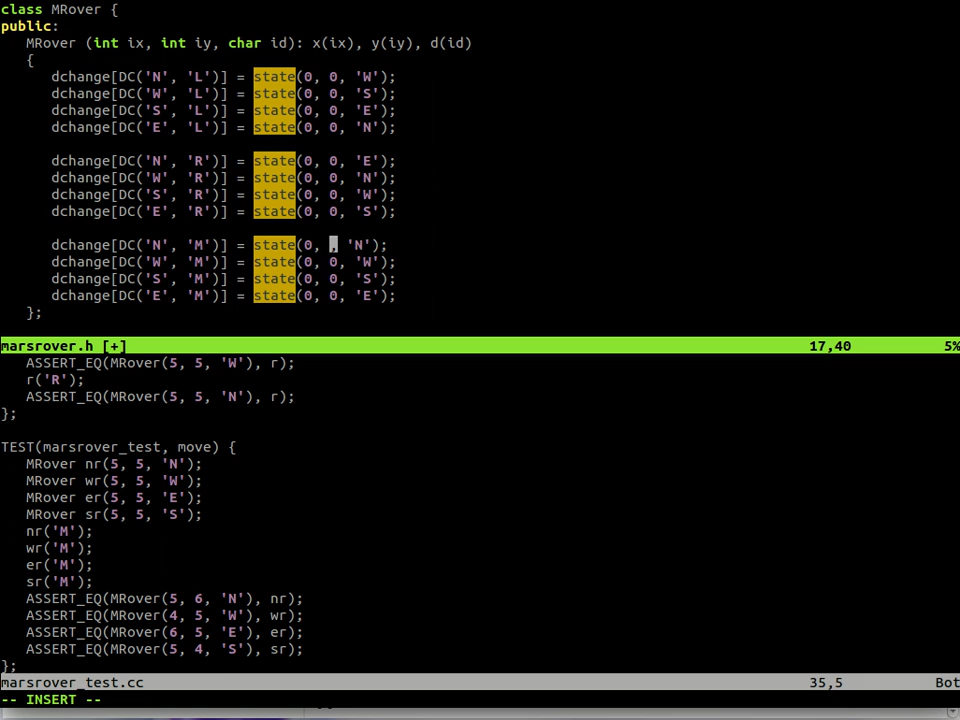 class MRover {
public:
   MRover (int ix, int iy, char id): x(ix), y(iy), d(id)
   {
      dchange[DC('N', 'L')] = state(0, 0, 'W');
      dchange[DC('W', 'L')] = state(0, 0, 'S');
      dchange[DC('S', 'L')] = state(0, 0, 'E');
      dchange[DC('E', 'L')] = state(0, 0, 'N');

      dchange[DC('N', 'R')] = state(0, 0, 'E');
      dchange[DC('W', 'R')] = state(0, 0, 'N');
      dchange[DC('S', 'R')] = state(0, 0, 'W');
      dchange[DC('E', 'R')] = state(0, 0, 'S');

      dchange[DC('N', 'M')] = state(0, , 'N');
      dchange[DC('W', 'M')] = state(0, 0, 'W');
      dchange[DC('S', 'M')] = state(0, 0, 'S');
      dchange[DC('E', 'M')] = state(0, 0, 'E');
   };
marsrover.h [+] 17,40 5%
   ASSERT_EQ(MRover(5, 5, 'W'), r);
   r('R');
   ASSERT_EQ(MRover(5, 5, 'N'), r);
};

TEST(marsrover_test, move) {
   MRover nr(5, 5, 'N');
   MRover wr(5, 5, 'W');
   MRover er(5, 5, 'E');
   MRover sr(5, 5, 'S');
   nr('M');
   wr('M');
   er('M');
   sr('M');
   ASSERT_EQ(MRover(5, 6, 'N'), nr);
   ASSERT_EQ(MRover(4, 5, 'W'), wr);
   ASSERT_EQ(MRover(6, 5, 'E'), er);
   ASSERT_EQ(MRover(5, 4, 'S'), sr);
};
marsrover_test.cc 35,5 Bot
-- INSERT --